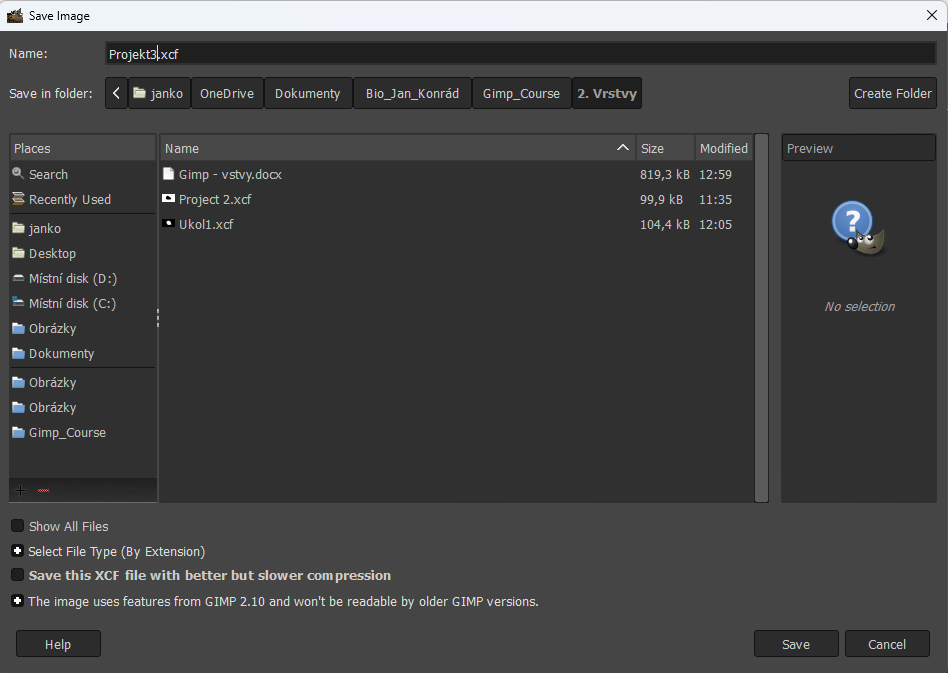 Save Image
Name: Projekt3.xcf
Save in folder: janko OneDrive Dokumenty Bio_Jan_Konrád Gimp_Course 2. Vrstvy Create Folder
Places Name Size Modified Preview
Search Gimp - vstvy.docx 819,3 kB 12:59
Recently Used Project 2.xcf 99,9 kB 11:35
janko Ukol1.xcf 104,4 kB 12:05
Desktop
Místní disk (D:)
Místní disk (C:)
No selection
Obrázky
Dokumenty
Obrázky
Obrázky
Gimp_Course
Show All Files
Select File Type (By Extension)
Save this XCF file with better but slower compression
The image uses features from GIMP 2.10 and won't be readable by older GIMP versions.
Help Save Cancel